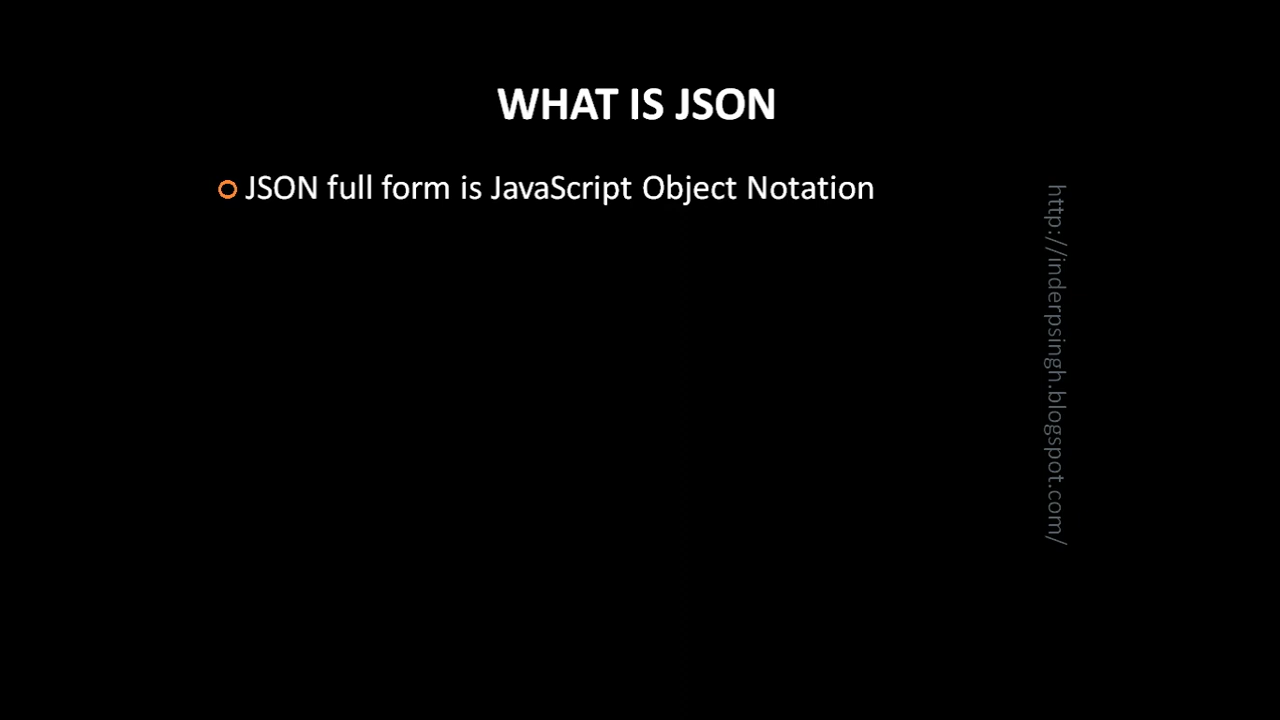 WHAT IS JSON
JSON full form is JavaScript Object Notation
http://inderpsingh.blogspot.com/